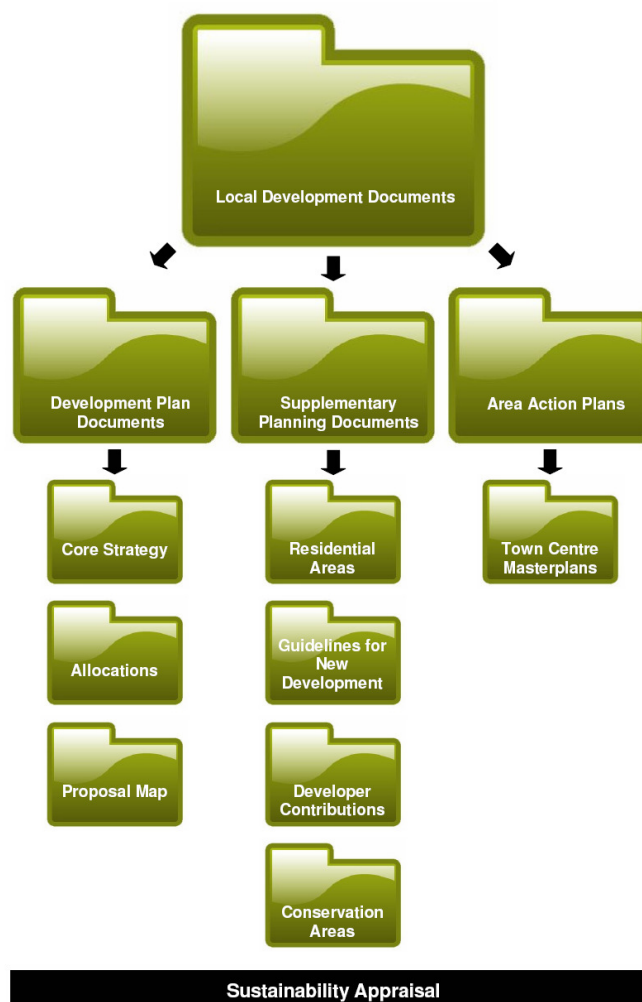 Local Development Documents
Development Plan
Documents
Supplementary
Planning Documents
Area Action Plans
Core Strategy
Residential
Areas
Town Centre
Masterplans
Allocations
Guidelines for
New
Development
Proposal Map
Developer
Contributions
Conservation
Areas
Sustainability Appraisal